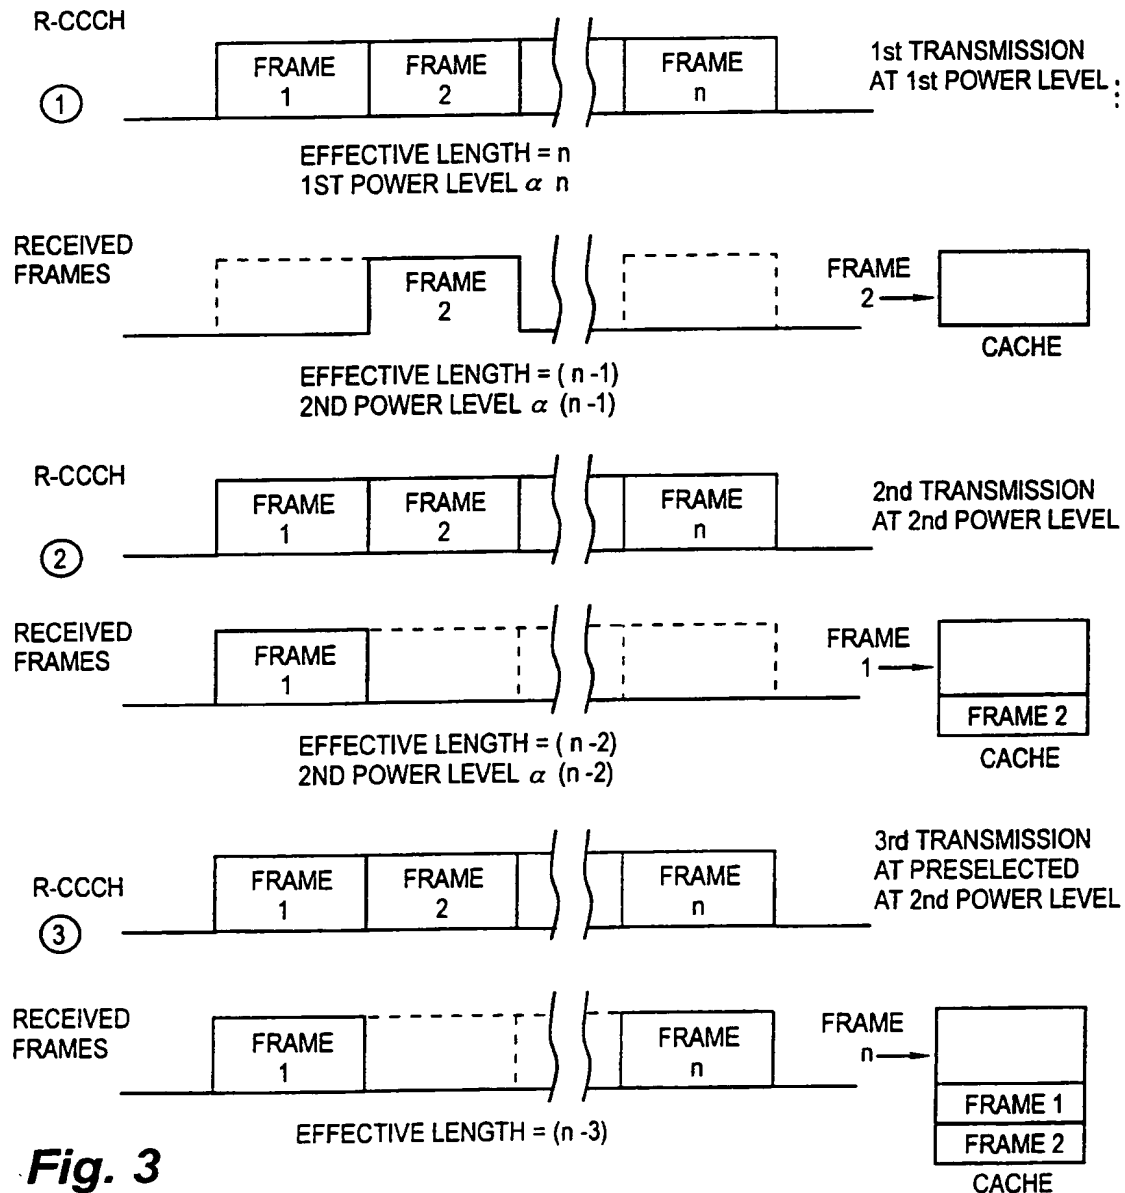 R-CCCH
1
FRAME 1
FRAME 2
FRAME n
1st TRANSMISSION
AT 1st POWER LEVEL
EFFECTIVE LENGTH = n
1ST POWER LEVEL α n
RECEIVED
FRAMES
FRAME 2
FRAME 2
CACHE
EFFECTIVE LENGTH = ( n -1)
2ND POWER LEVEL α (n -1)
R-CCCH
2
FRAME 1
FRAME 2
FRAME n
2nd TRANSMISSION
AT 2nd POWER LEVEL
RECEIVED
FRAMES
FRAME 1
FRAME 1
FRAME 2
CACHE
EFFECTIVE LENGTH = ( n -2)
2ND POWER LEVEL α (n -2)
R-CCCH
3
FRAME 1
FRAME 2
FRAME n
3rd TRANSMISSION
AT PRESELECTED
AT 2nd POWER LEVEL
RECEIVED
FRAMES
FRAME 1
FRAME n
FRAME n
FRAME 1
FRAME 2
CACHE
EFFECTIVE LENGTH = (n -3)
Fig. 3